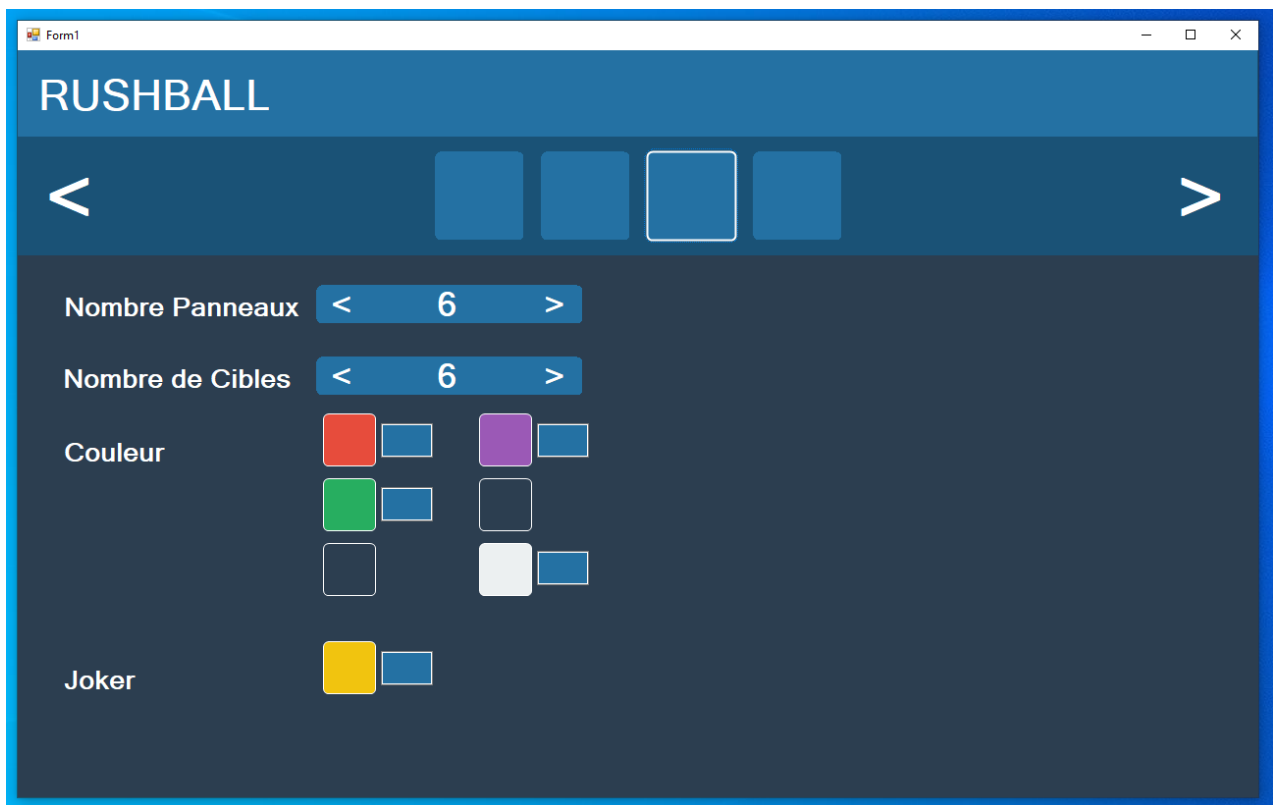 Form1
RUSHBALL
< >
Nombre Panneaux < 6 >
Nombre de Cibles < 6 >
Couleur
Joker